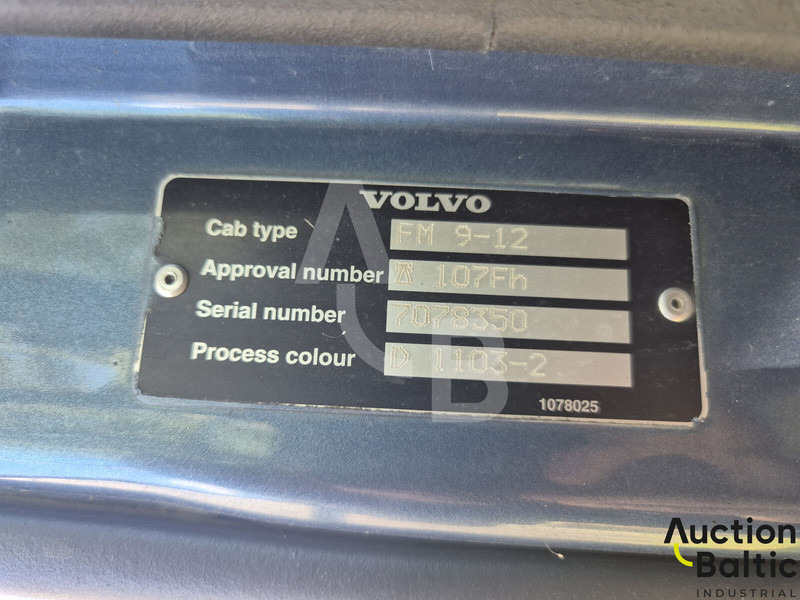 VOLVO
Cab type FM 9-12
Approval number 107Fh
Serial number 7078350
Process colour D 1103-2
1078025
AB
Auction
Baltic
INDUSTRIAL